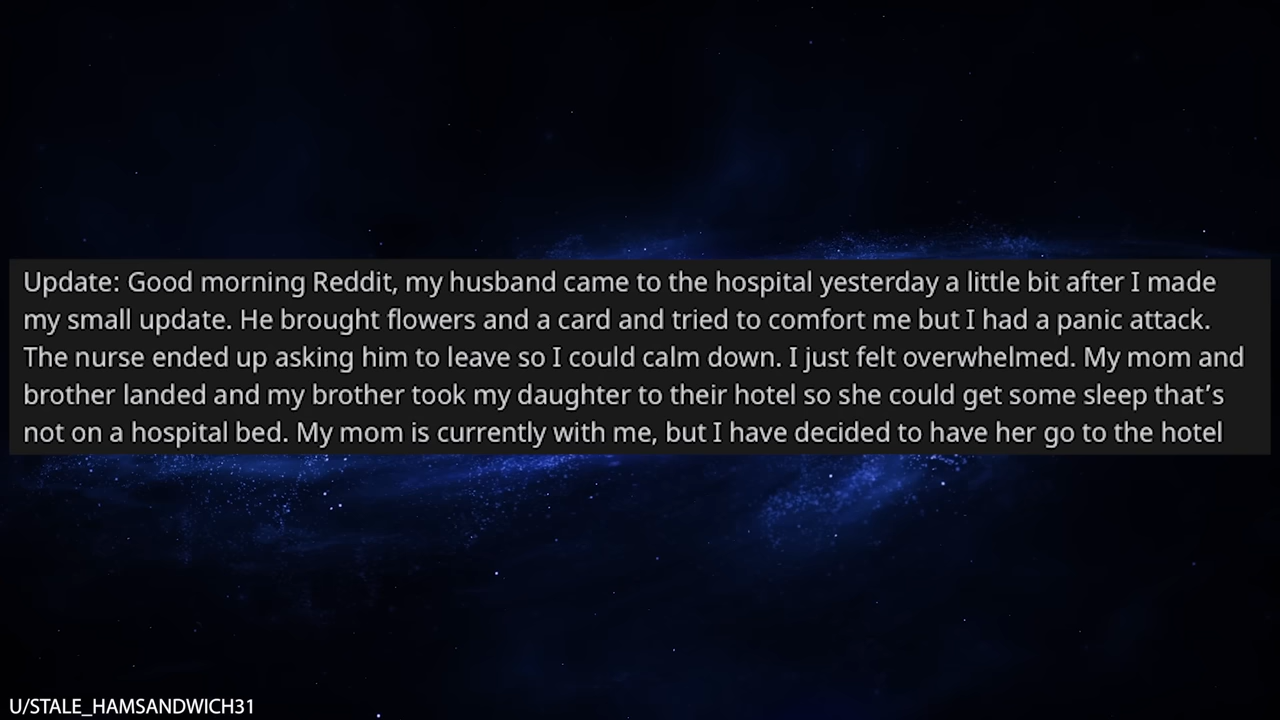 Update: Good morning Reddit, my husband came to the hospital yesterday a little bit after I made
my small update. He brought flowers and a card and tried to comfort me but I had a panic attack.
The nurse ended up asking him to leave so I could calm down. I just felt overwhelmed. My mom and
brother landed and my brother took my daughter to their hotel so she could get some sleep that’s
not on a hospital bed. My mom is currently with me, but I have decided to have her go to the hotel
U/STALE_HAMSANDWICH31